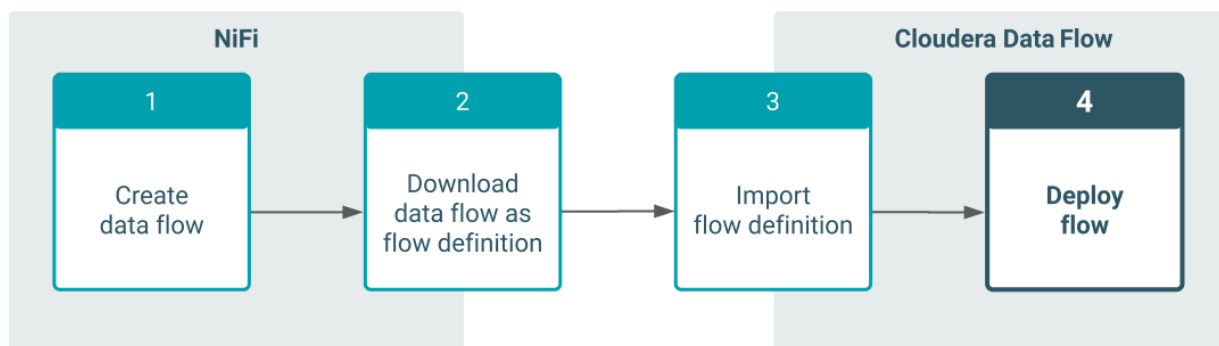 NiFi
Cloudera Data Flow
1
2
3
4
Create
data flow
Download
data flow as
flow definition
Import
flow definition
Deploy
flow